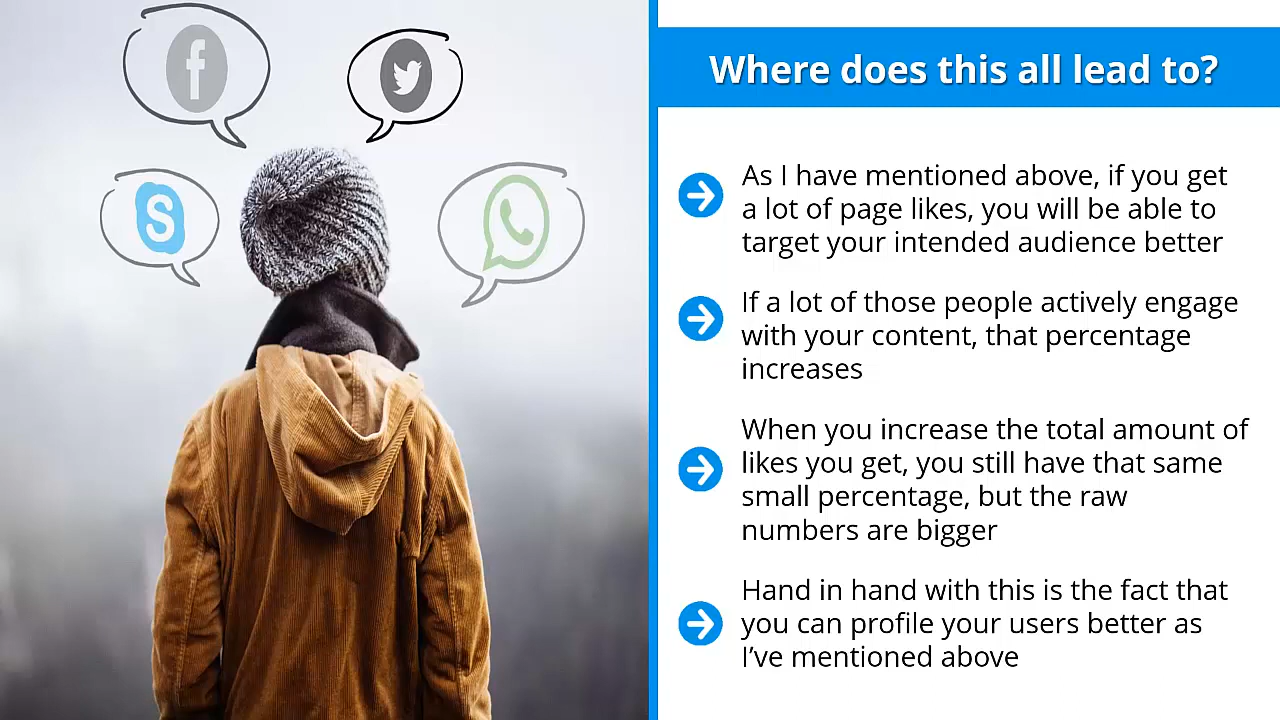 Where does this all lead to?
As I have mentioned above, if you get
a lot of page likes, you will be able to
target your intended audience better
If a lot of those people actively engage
with your content, that percentage
increases
When you increase the total amount of
likes you get, you still have that same
small percentage, but the raw
numbers are bigger
Hand in hand with this is the fact that
you can profile your users better as
I’ve mentioned above